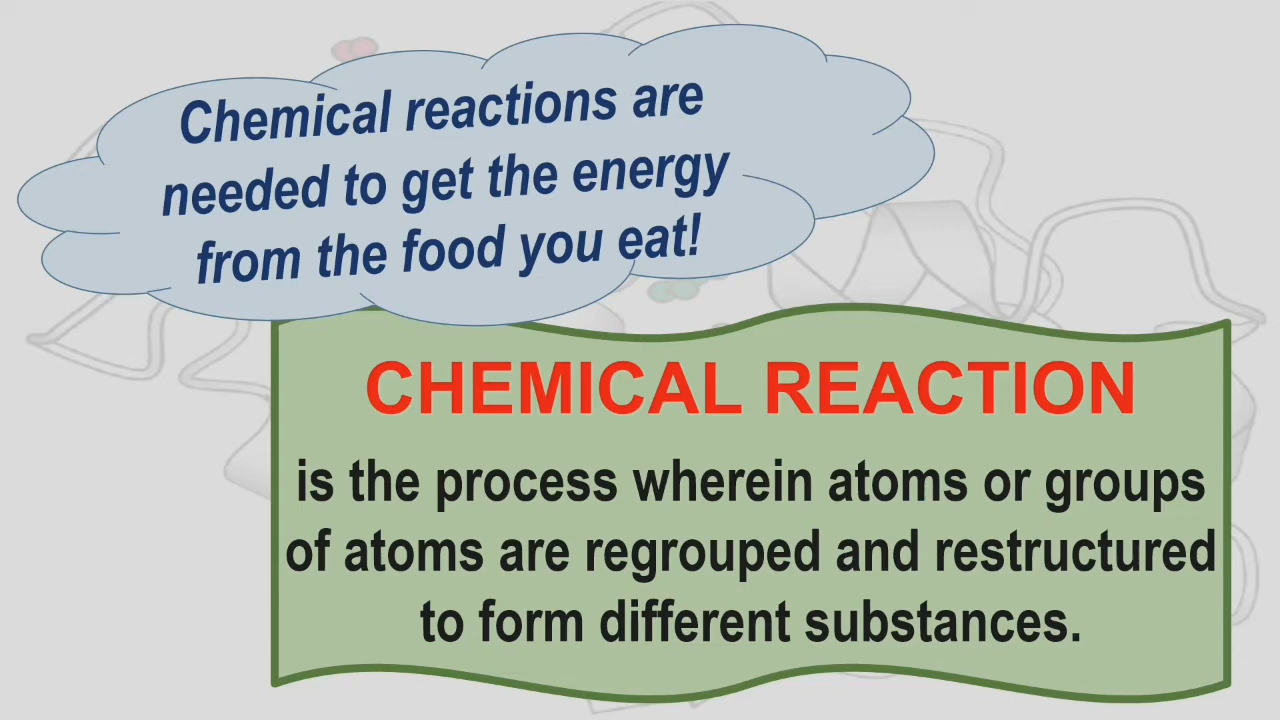 Chemical reactions are
needed to get the energy
from the food you eat!
CHEMICAL REACTION
is the process wherein atoms or groups
of atoms are regrouped and restructured
to form different substances.